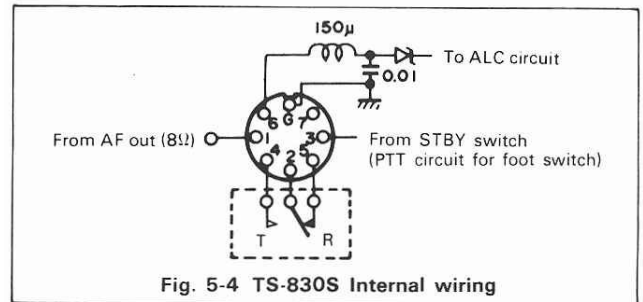 150μ
To ALC circuit
0.01
6 G 7
From AF out (8Ω)
1 3
From STBY switch
(PTT circuit for foot switch)
4 2 5
T R
Fig. 5-4 TS-830S Internal wiring